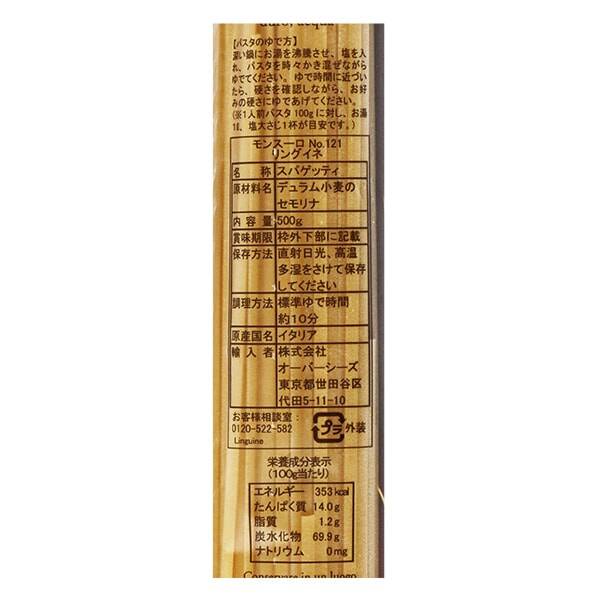 duro, acqua
【パスタのゆで方】
深い鍋にお湯を沸騰させ、塩を入
れ、パスタを時々かき混ぜながら
ゆでてください。ゆで時間に近づい
たら、硬さを確認しながら、お好
みの硬さにゆであげてください。
(※1人前パスタ100gに対し、お湯
1ℓ、塩大さじ1杯が目安です。)
モンスーロ No.121
リングイネ
名 称 スパゲッティ
原材料名 デュラム小麦の
セモリナ
内 容 量 500g
賞味期限 枠外下部に記載
保存方法 直射日光、高温
多湿をさけて保存
してください
調理方法 標準ゆで時間
約10分
原産国名 イタリア
輸 入 者 株式会社
オーバーシーズ
東京都世田谷区
代田5-11-10
お客様相談室:
0120-522-582
プラ 外装
Linguine
栄養成分表示
(100g当たり)
エネルギー 353kcal
たんぱく質 14.0g
脂質 1.2g
炭水化物 69.9g
ナトリウム 0mg
Conservare in un luogo